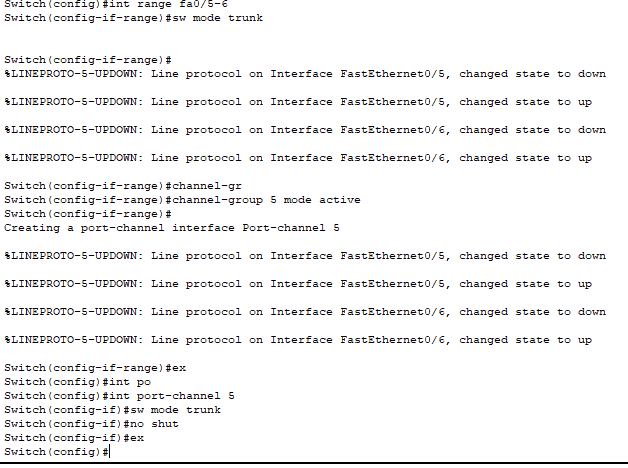 Switch(config)#int range fa0/5-6
Switch(config-if-range)#sw mode trunk
Switch(config-if-range)#
%LINEPROTO-5-UPDOWN: Line protocol on Interface FastEthernet0/5, changed state to down
%LINEPROTO-5-UPDOWN: Line protocol on Interface FastEthernet0/5, changed state to up
%LINEPROTO-5-UPDOWN: Line protocol on Interface FastEthernet0/6, changed state to down
%LINEPROTO-5-UPDOWN: Line protocol on Interface FastEthernet0/6, changed state to up
Switch(config-if-range)#channel-gr
Switch(config-if-range)#channel-group 5 mode active
Switch(config-if-range)#
Creating a port-channel interface Port-channel 5
%LINEPROTO-5-UPDOWN: Line protocol on Interface FastEthernet0/5, changed state to down
%LINEPROTO-5-UPDOWN: Line protocol on Interface FastEthernet0/5, changed state to up
%LINEPROTO-5-UPDOWN: Line protocol on Interface FastEthernet0/6, changed state to down
%LINEPROTO-5-UPDOWN: Line protocol on Interface FastEthernet0/6, changed state to up
Switch(config-if-range)#ex
Switch(config)#int po
Switch(config)#int port-channel 5
Switch(config-if)#sw mode trunk
Switch(config-if)#no shut
Switch(config-if)#ex
Switch(config)#